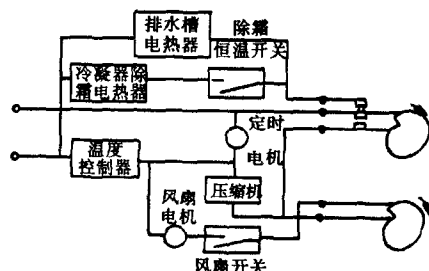 排水槽
电热器
除霜
恒温开关
冷凝器除
霜电热器
定时
电机
温度
控制器
压缩机
风扇
电机
风扇开关